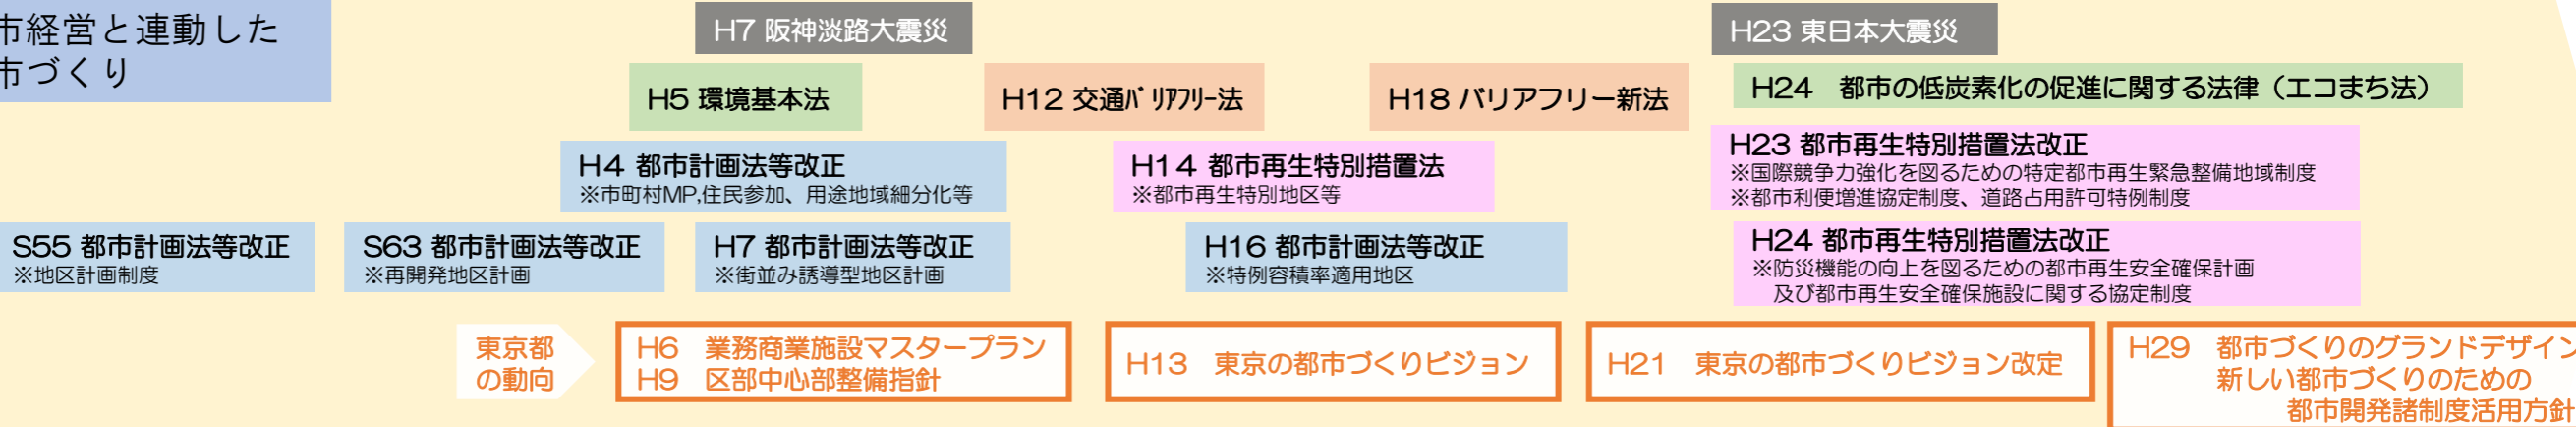 市経営と連動した
市づくり
H7 阪神淡路大震災
H23 東日本大震災
H5 環境基本法
H12 交通ﾊﾞﾘｱﾌﾘｰ法
H18 バリアフリー新法
H24　都市の低炭素化の促進に関する法律（エコまち法）
H4 都市計画法等改正
※市町村MP,住民参加、用途地域細分化等
H14 都市再生特別措置法
※都市再生特別地区等
H23 都市再生特別措置法改正
※国際競争力強化を図るための特定都市再生緊急整備地域制度
※都市利便増進協定制度、道路占用許可特例制度
S55 都市計画法等改正
※地区計画制度
S63 都市計画法等改正
※再開発地区計画
H7 都市計画法等改正
※街並み誘導型地区計画
H16 都市計画法等改正
※特例容積率適用地区
H24 都市再生特別措置法改正
※防災機能の向上を図るための都市再生安全確保計画
及び都市再生安全確保施設に関する協定制度
東京都
の動向
H6　業務商業施設マスタープラン
H9　区部中心部整備指針
H13　東京の都市づくりビジョン
H21　東京の都市づくりビジョン改定
H29　都市づくりのグランドデザイン
新しい都市づくりのための
都市開発諸制度活用方針